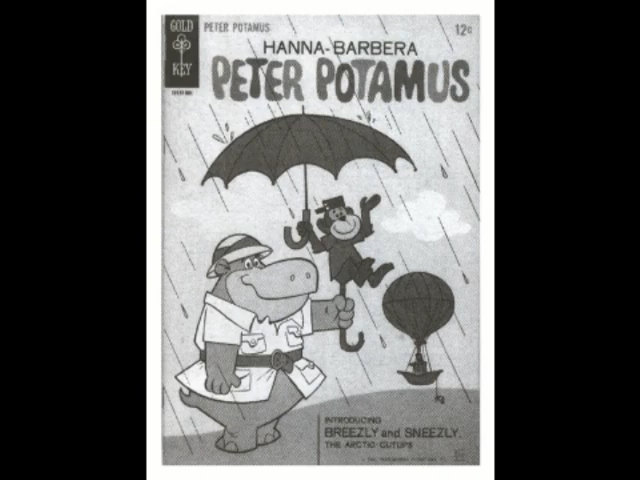 GOLD
KEY
PETER POTAMUS
12¢
HANNA-BARBERA
PETER POTAMUS
INTRODUCING
BREEZLY and SNEEZLY,
THE ARCTIC CUTUPS